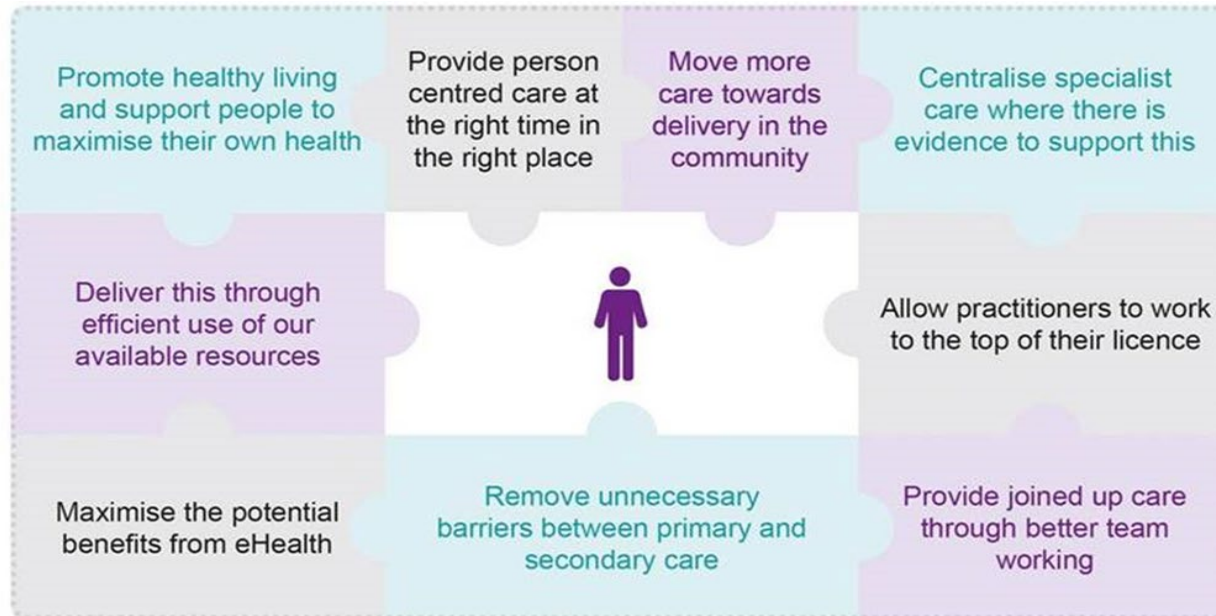 Promote healthy living
and support people to
maximise their own health
Provide person
centred care at
the right time in
the right place
Move more
care towards
delivery in the
community
Centralise specialist
care where there is
evidence to support this
Deliver this through
efficient use of our
available resources
Allow practitioners to work
to the top of their licence
Maximise the potential
benefits from eHealth
Remove unnecessary
barriers between primary and
secondary care
Provide joined up care
through better team
working